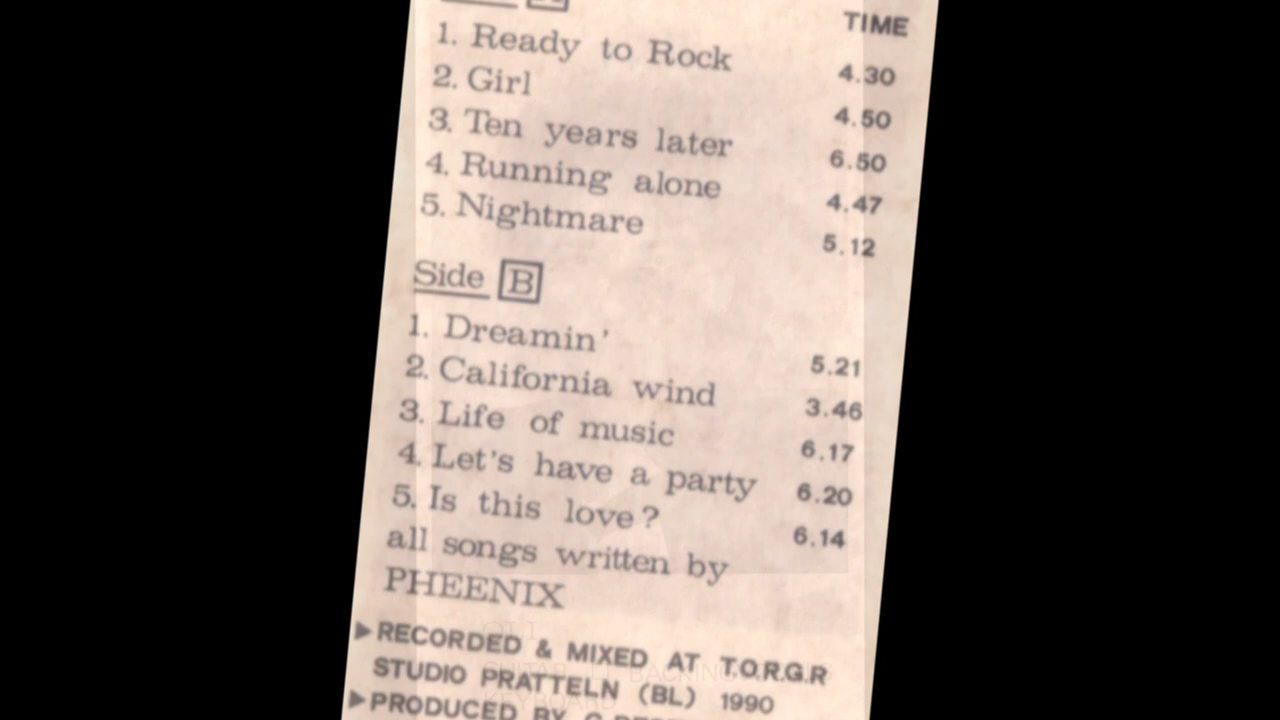 TIME
1. Ready to Rock 4.30
2. Girl 4.50
3. Ten years later 6.50
4. Running alone 4.47
5. Nightmare 5.12
Side B
1. Dreamin' 5.21
2. California wind 3.46
3. Life of music 6.17
4. Let's have a party 6.20
5. Is this love? 6.14
all songs written by
PHEENIX
▶RECORDED & MIXED AT T.O.R.G.R
STUDIO PRATTELN (BL) 1990
▶PRODUCED BY